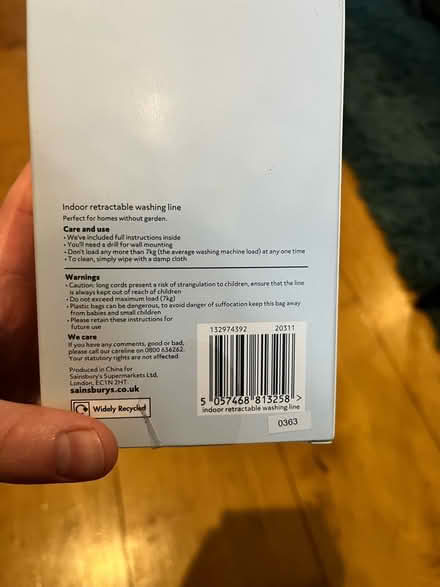 Indoor retractable washing line
Perfect for homes without garden.
Care and use
• We've included full instructions inside
• You'll need a drill for wall mounting
• Don't load any more than 7kg (the average washing machine load) at any one time
• To clean, simply wipe with a damp cloth
Warnings
• Caution: long cords present a risk of strangulation to children, ensure that the line
is always kept out of reach of children
• Do not exceed maximum load (7kg)
• Plastic bags can be dangerous, to avoid danger of suffocation keep this bag away
from babies and small children
• Please retain these instructions for
future use
We care
If you have any comments, good or bad,
please call our careline on 0800 636262.
Your statutory rights are not affected.
Produced in China for
Sainsbury's Supermarkets Ltd,
London, EC1N 2HT.
sainsburys.co.uk
Widely Recycled
132974392 20311
5 057468 813258 >
indoor retractable washing line
0363